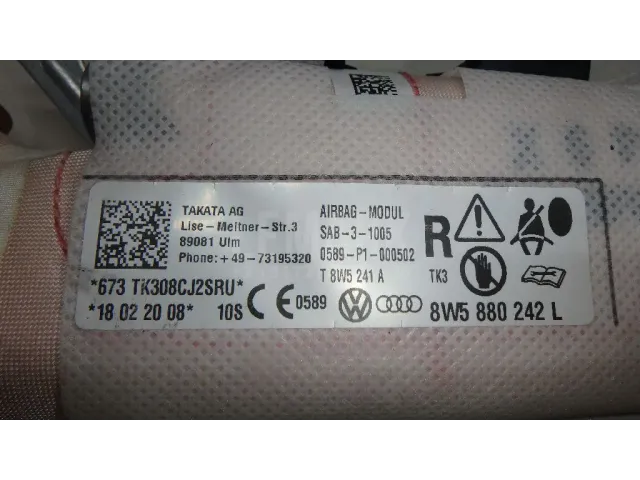 TAKATA AG
Lise-Meitner-Str.3
89081 Ulm
Phone: +49-73195320
*673 TK308CJ2SRU*
*18 02 20 08* 10S CE 0589
AIRBAG-MODUL
SAB-3-1005
0589-P1-000502
T 8W5 241 A
R
TK3
8W5 880 242 L